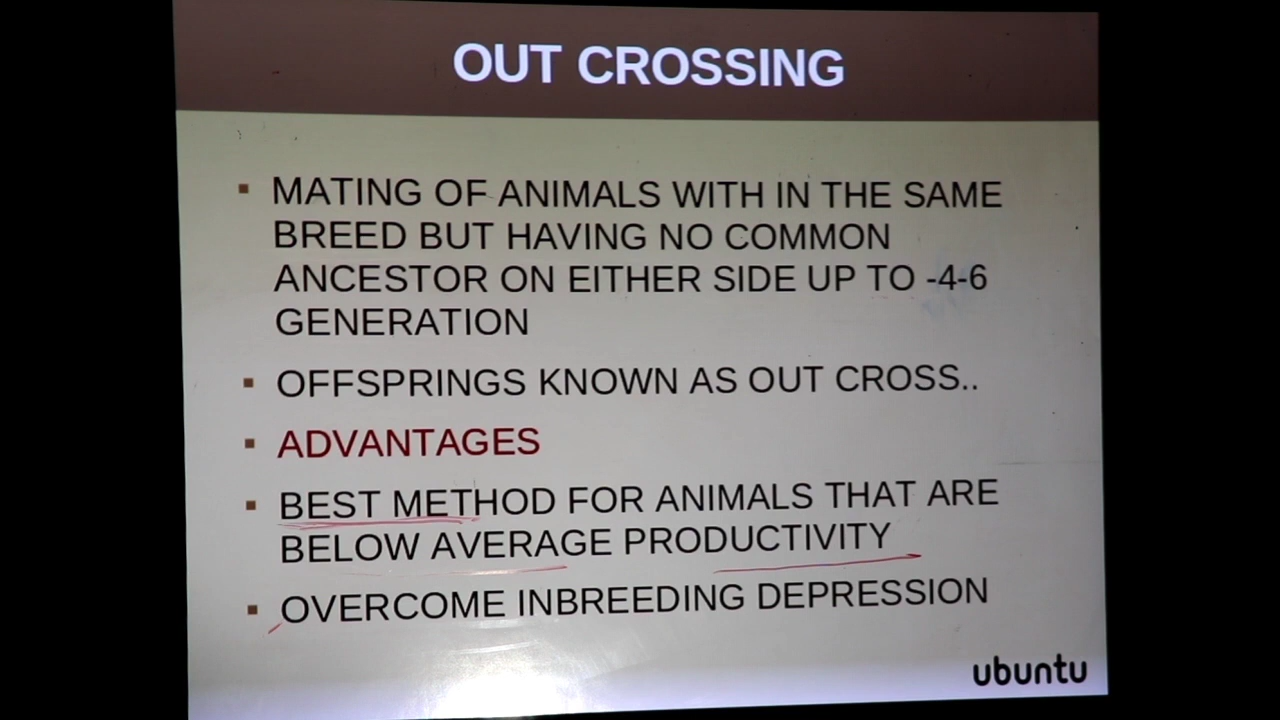 OUT CROSSING
MATING OF ANIMALS WITH IN THE SAME
BREED BUT HAVING NO COMMON
ANCESTOR ON EITHER SIDE UP TO -4-6
GENERATION
OFFSPRINGS KNOWN AS OUT CROSS..
ADVANTAGES
BEST METHOD FOR ANIMALS THAT ARE
BELOW AVERAGE PRODUCTIVITY
OVERCOME INBREEDING DEPRESSION
ubuntu